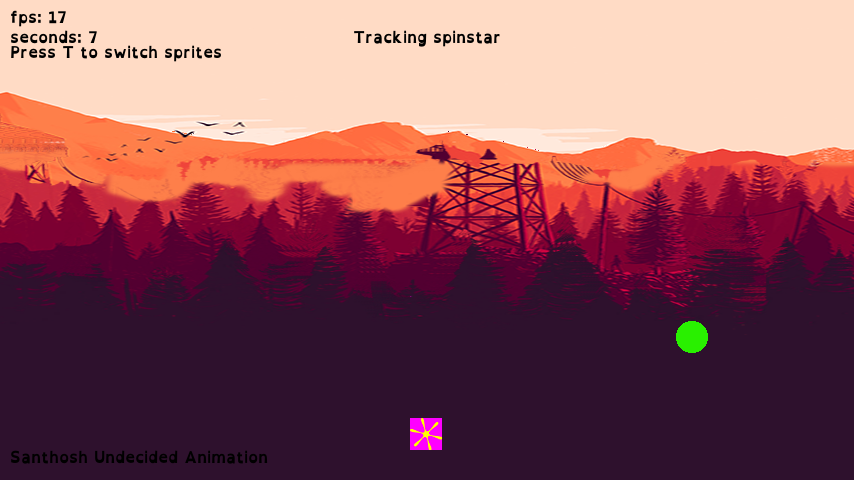 fps: 17
seconds: 7
Tracking spinstar
Press T to switch sprites
Santhosh Undecided Animation